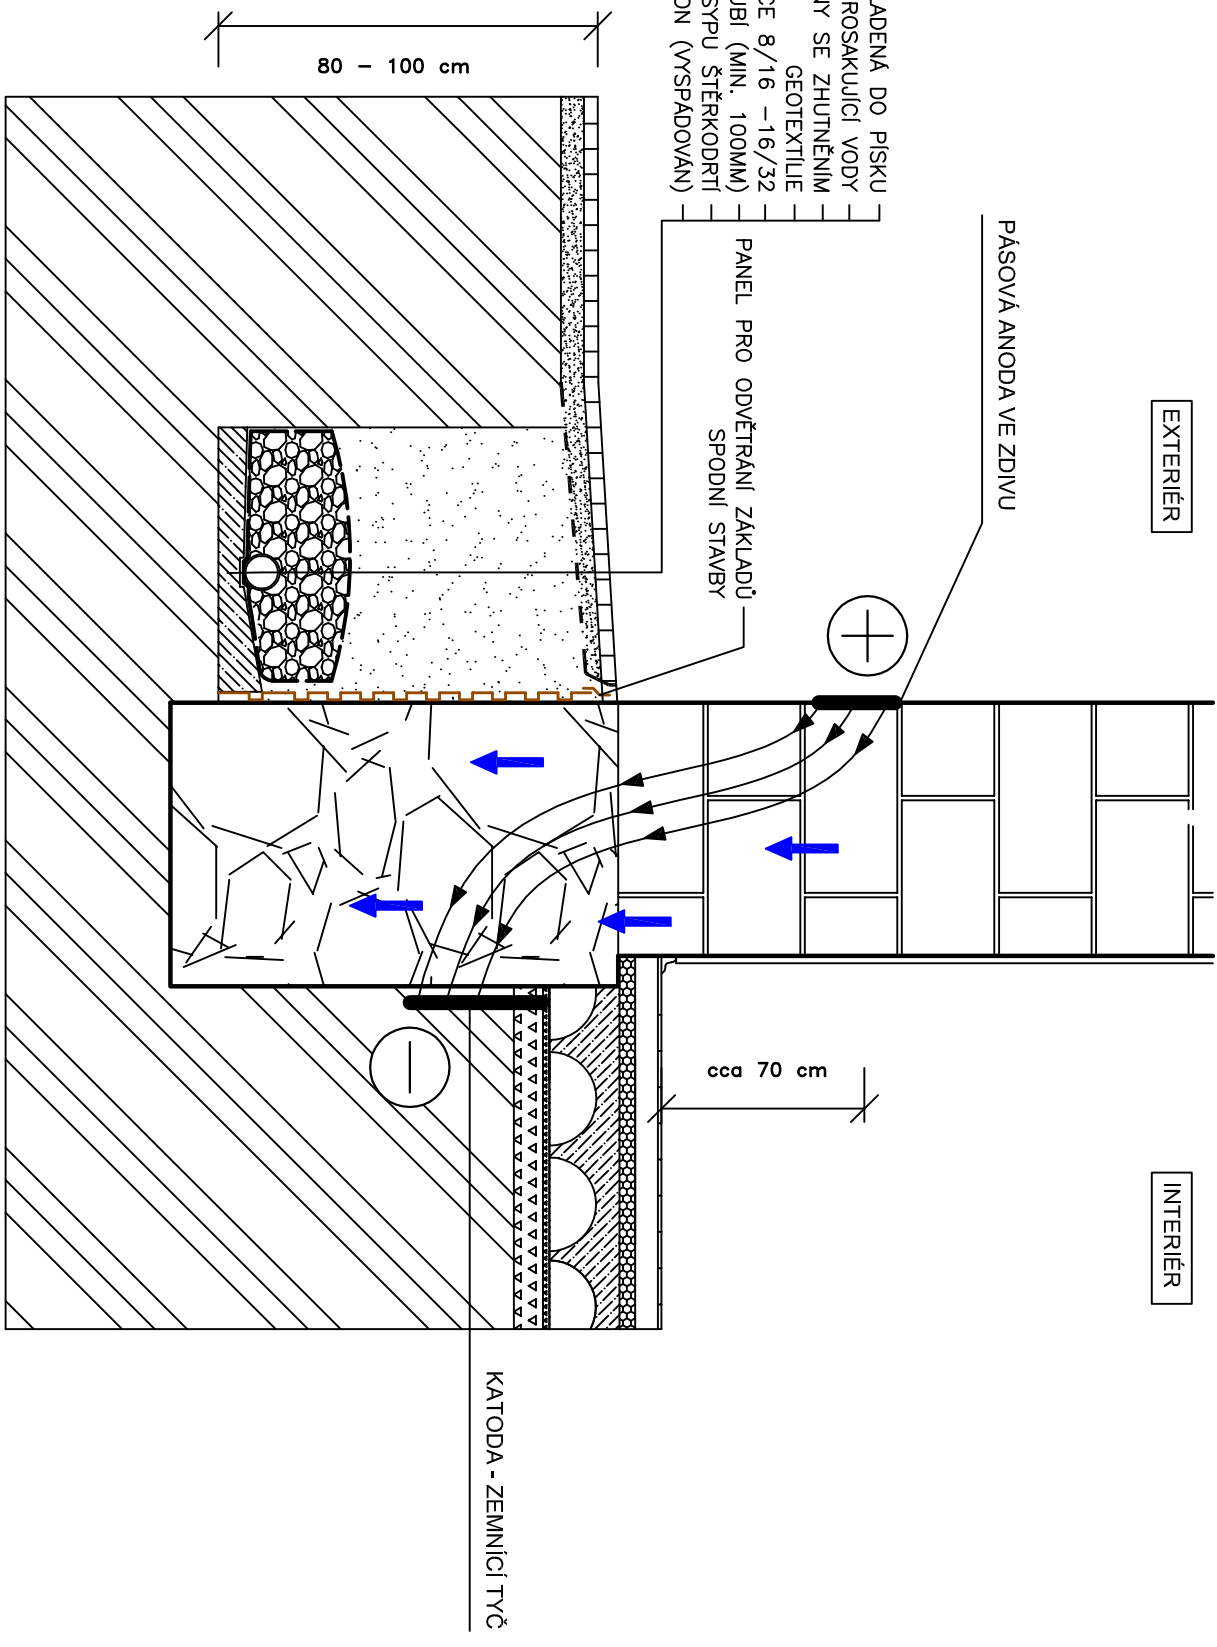 EXTERIÉR
INTERIÉR
PÁSOVÁ ANODA VE ZDIVU
LADENÁ DO PÍSKU
ROSAKUJÍCÍ VODY
NY SE ZHUTNĚNÍM
GEOTEXTÍLIE
CE 8/16 -16/32
UBÍ (MIN. 100MM)
SYPU ŠTĚRKODRTÍ
ON (VYSPÁDOVÁN)
PANEL PRO ODVĚTRÁNÍ ZÁKLADŮ
SPODNÍ STAVBY
cca 70 cm
80 - 100 cm
KATODA - ZEMNÍCÍ TYČ